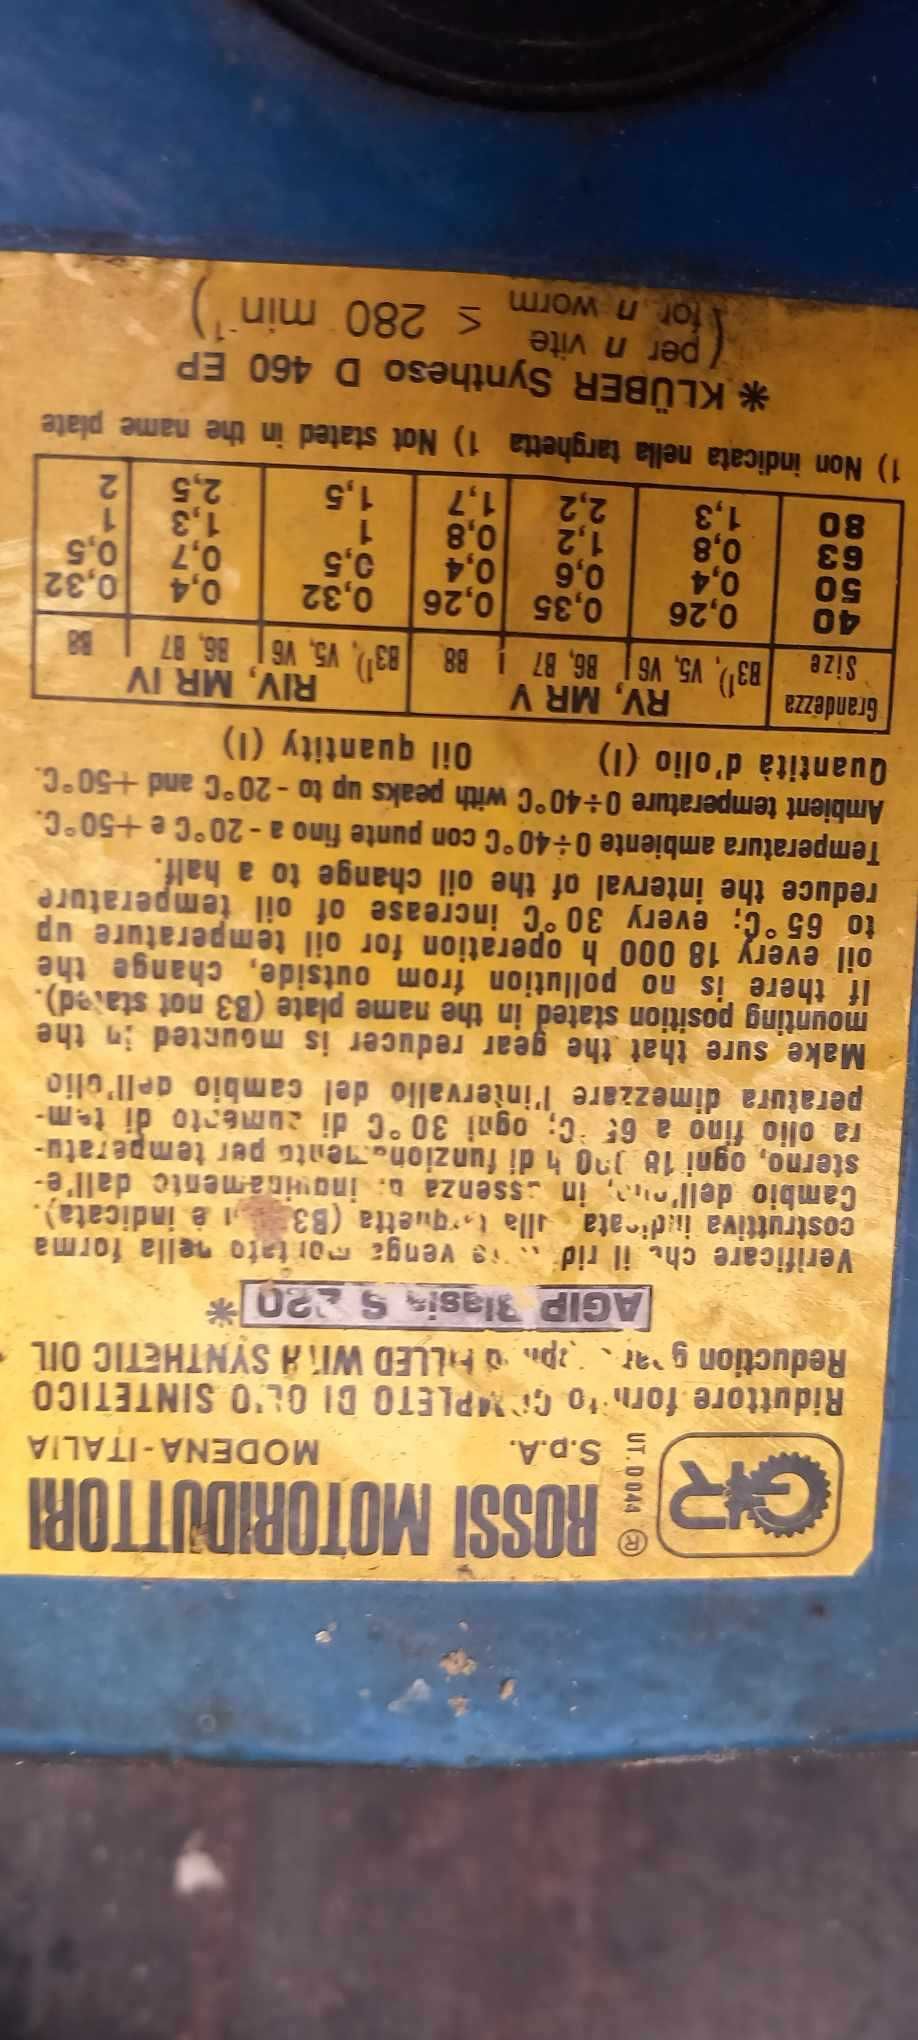 GR
UT.D044 ®
ROSSI MOTORIDUTTORI
S.p.A. MODENA-ITALIA
Riduttore DI SINTETICO
Reduction FILLED WITH SYNTHETIC OIL
AGIP Blasia S 220 *
Verificare che il venga montato nella forma
costruttiva indicata targhetta (B3 è indicata).
Cambio in assenza di inquinamento dall'e-
sterno, ogni 18 h di funzionamento per temperatu-
ra olio fino a 65 °C; ogni 30 °C di aumento di tem-
peratura dimezzare l'intervallo del cambio dell'olio
Make sure that the gear reducer is mounted in the
mounting position stated in the name plate (B3 not stated).
If there is no pollution from outside, change the
oil every 18 000 h operation for oil temperature up
to 65 °C; every 30 °C increase of oil temperature
reduce the interval of the oil change to a half.
Temperatura ambiente 0÷40°C con punte fino a -20°C e +50°C.
Ambient temperature 0÷40°C with peaks up to -20°C and +50°C.
Quantità d'olio (l) Oil quantity (l)
Grandezza RV, MR V RIV, MR IV
Size B3¹⁾, V5, V6 B6, B7 B8 B3¹⁾, V5, V6 B6, B7 B8
40 0,26 0,35 0,26 0,32 0,4 0,32
50 0,4 0,6 0,4 0,5 0,7 0,5
63 0,8 1,2 0,8 1 1,3 1
80 1,3 2,2 1,7 1,5 2,5 2
1) Non indicata nella targhetta 1) Not stated in the name plate
* KLÜBER Syntheso D 460 EP
(per n vite
for n worm ≤ 280 min⁻¹)